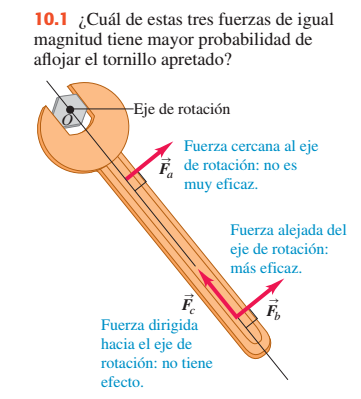 10.1 ¿Cuál de estas tres fuerzas de igual
magnitud tiene mayor probabilidad de
aflojar el tornillo apretado?
Eje de rotación
O
Fuerza cercana al eje
de rotación: no es
muy eficaz.
F⃗a
Fuerza alejada del
eje de rotación:
más eficaz.
F⃗c
F⃗b
Fuerza dirigida
hacia el eje de
rotación: no tiene
efecto.